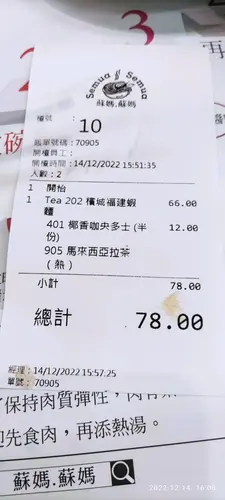 3
再
Semua Semua
蘇媽.蘇媽
檯號
:
10
賬單號碼：70905
開檯員工：
開檯時間：14/12/2022 15:51:35
人數：2
1 開枱
1 Tea 202 檳城福建蝦 66.00
麵
401 椰香咖央多士 (半 12.00
份)
905 馬來西亞拉茶
(熱)
小計 78.00
總計 78.00
經理：14/12/2022 15:57:25
單號：70905
保持肉質彈性，肉
先食肉，再添熱湯。
蘇媽.蘇媽
2022.12.14 16:06